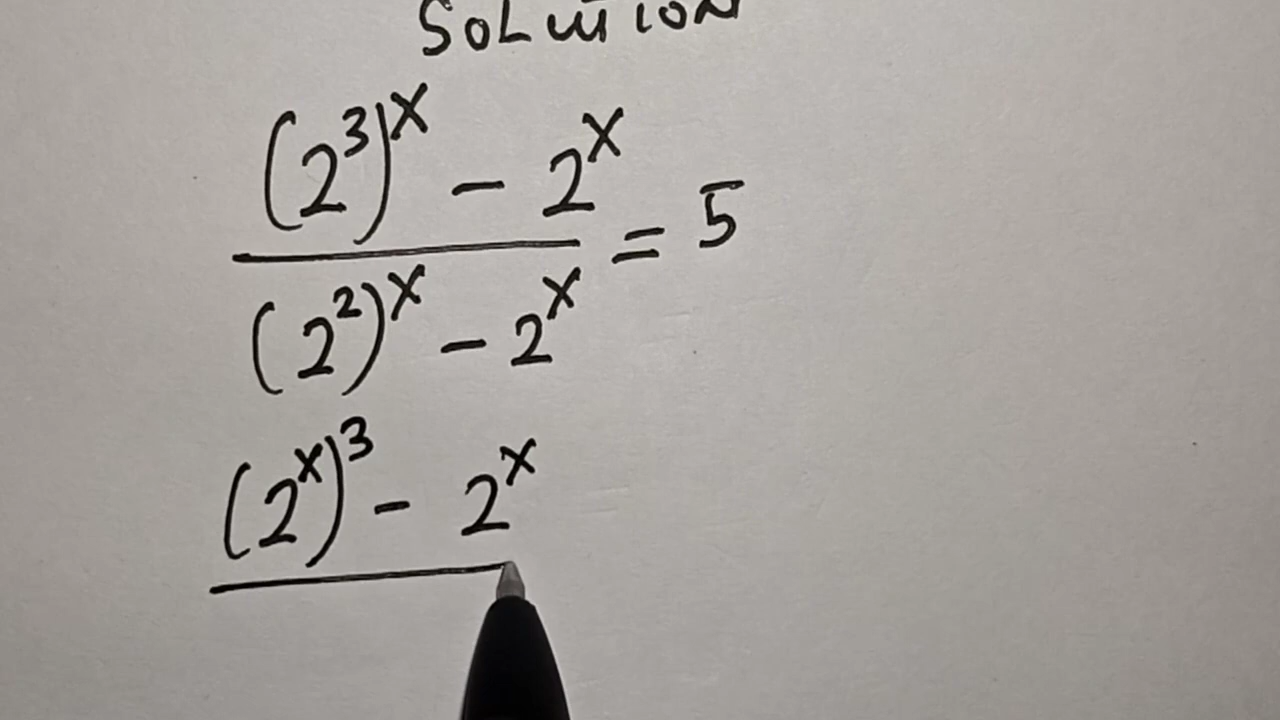 SOLUTION
(2³)ˣ - 2ˣ
= 5
(2²)ˣ - 2ˣ
(2ˣ)³ - 2ˣ